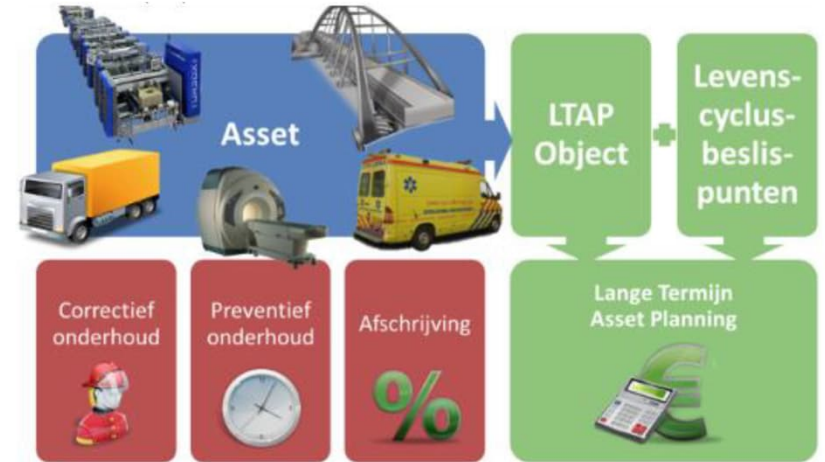 Asset
LTAP
Object
Levens-
cyclus-
beslis-
punten
Correctief
onderhoud
Preventief
onderhoud
Afschrijving
Lange Termijn
Asset Planning